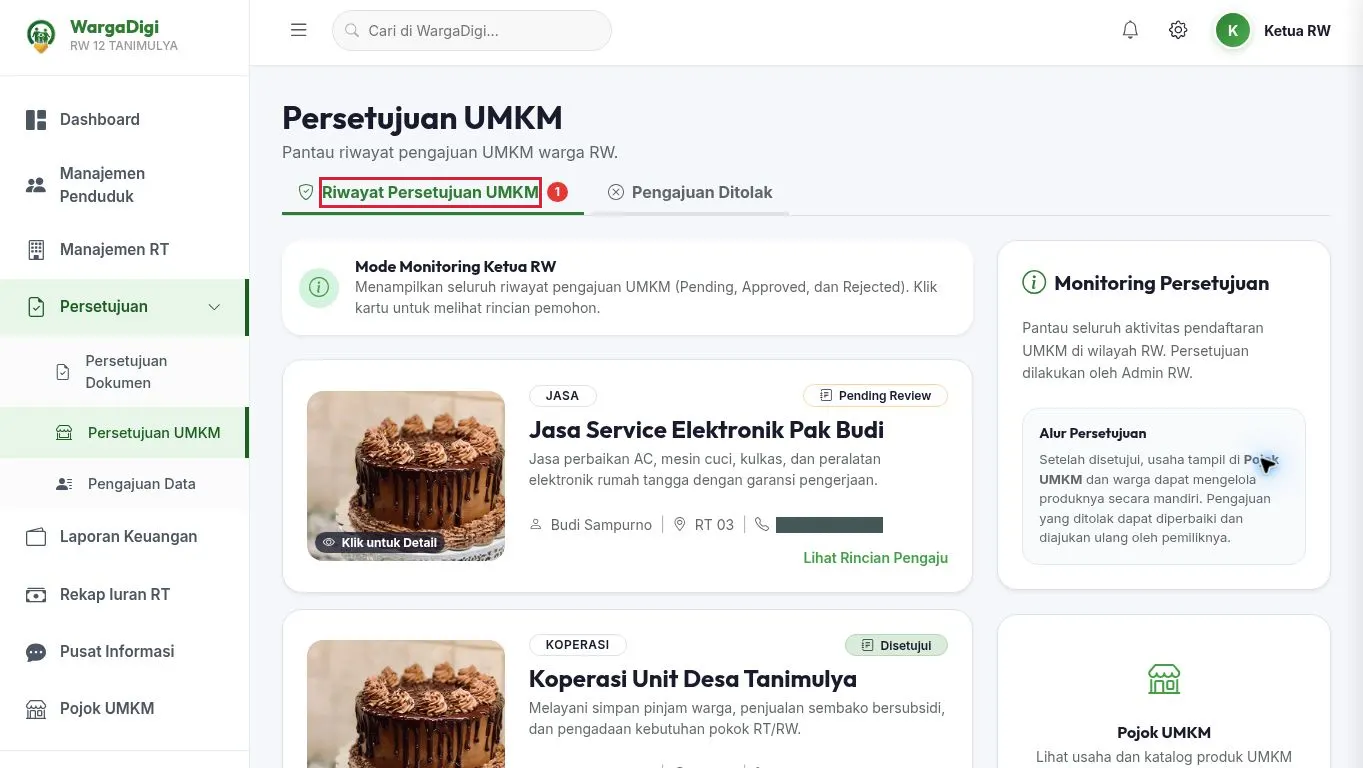 WargaDigi
RW 12 TANIMULYA
Cari di WargaDigi...
K
Ketua RW
Dashboard
Manajemen
Penduduk
Manajemen RT
Persetujuan
Persetujuan
Dokumen
Persetujuan UMKM
Pengajuan Data
Laporan Keuangan
Rekap Iuran RT
Pusat Informasi
Pojok UMKM
Persetujuan UMKM
Pantau riwayat pengajuan UMKM warga RW.
Riwayat Persetujuan UMKM 1
Pengajuan Ditolak
Mode Monitoring Ketua RW
Menampilkan seluruh riwayat pengajuan UMKM (Pending, Approved, dan Rejected). Klik
kartu untuk melihat rincian pemohon.
JASA
Pending Review
Jasa Service Elektronik Pak Budi
Jasa perbaikan AC, mesin cuci, kulkas, dan peralatan
elektronik rumah tangga dengan garansi pengerjaan.
Budi Sampurno
RT 03
Klik untuk Detail
Lihat Rincian Pengaju
KOPERASI
Disetujui
Koperasi Unit Desa Tanimulya
Melayani simpan pinjam warga, penjualan sembako bersubsidi,
dan pengadaan kebutuhan pokok RT/RW.
Monitoring Persetujuan
Pantau seluruh aktivitas pendaftaran
UMKM di wilayah RW. Persetujuan
dilakukan oleh Admin RW.
Alur Persetujuan
Setelah disetujui, usaha tampil di Pojok
UMKM dan warga dapat mengelola
produknya secara mandiri. Pengajuan
yang ditolak dapat diperbaiki dan
diajukan ulang oleh pemiliknya.
Pojok UMKM
Lihat usaha dan katalog produk UMKM